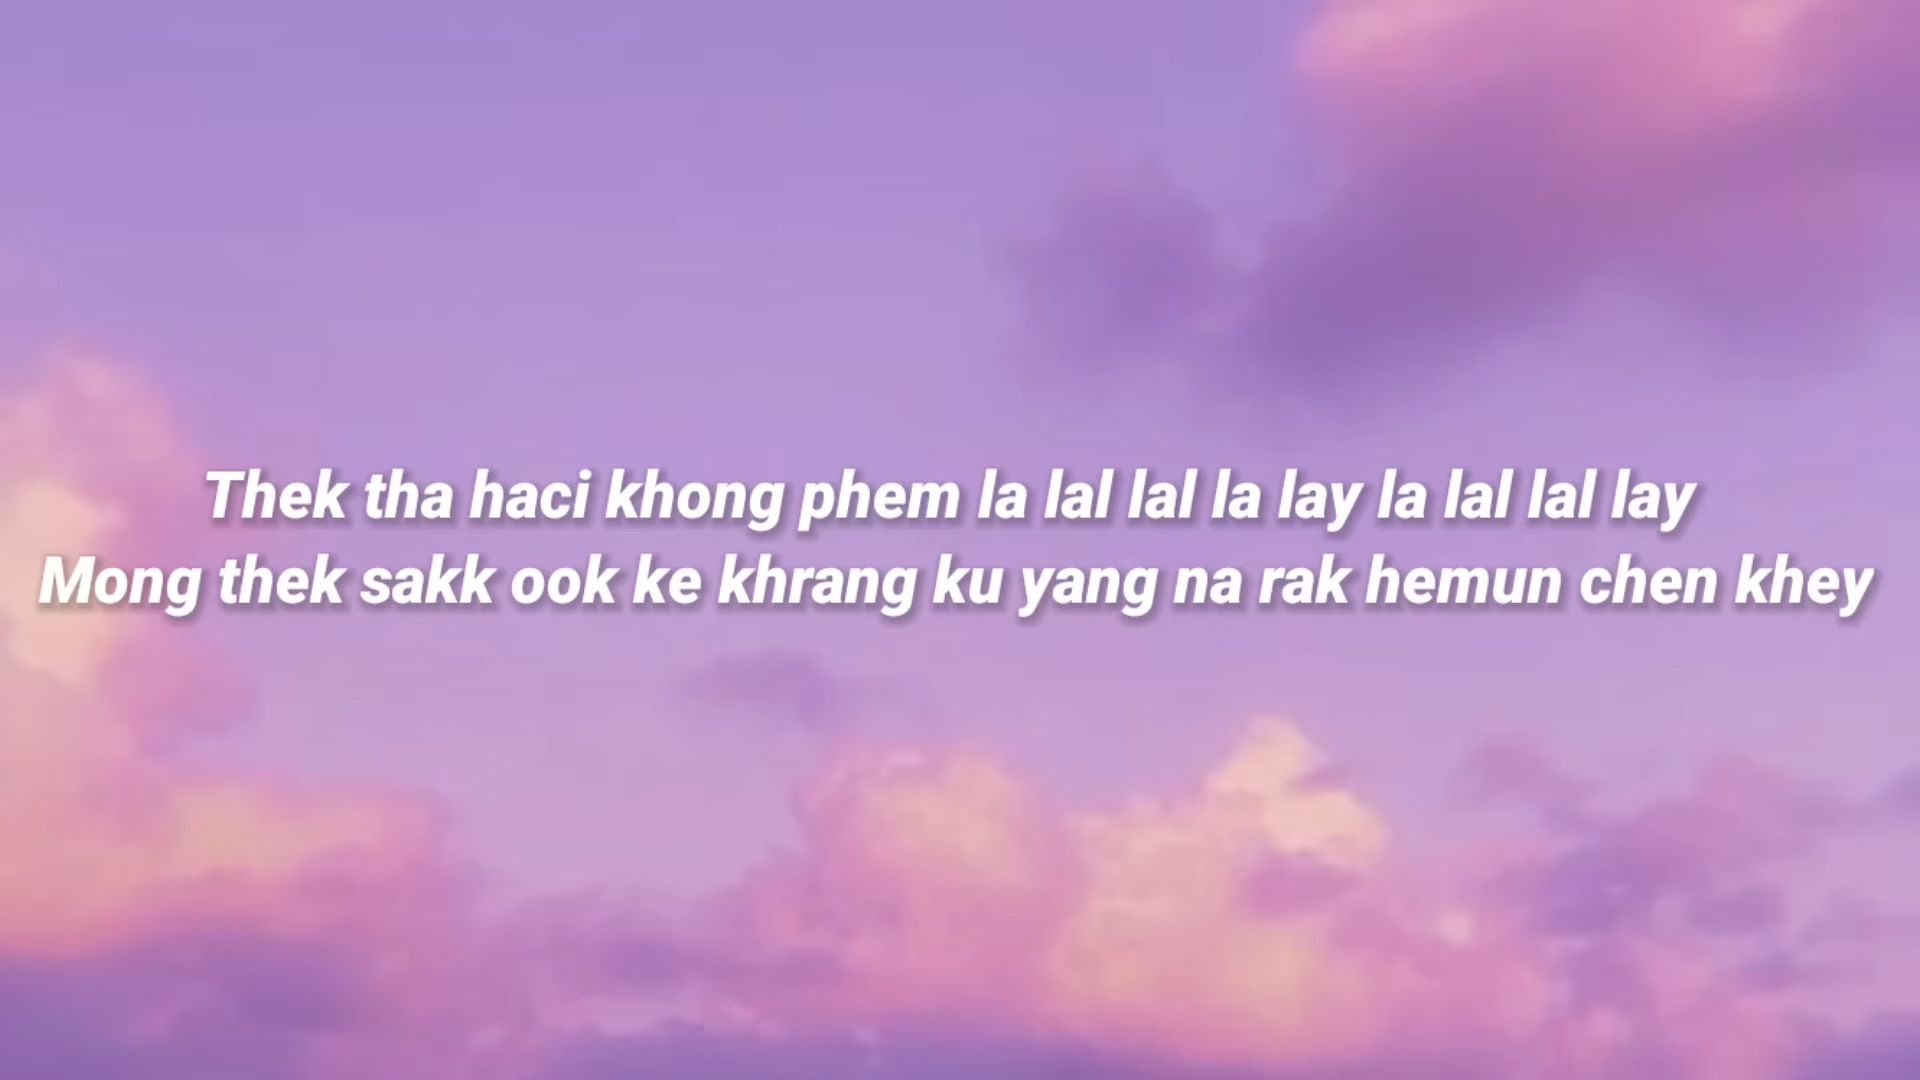 Thek tha haci khong phem la lal lal la lay la lal lal lay
Mong thek sakk ook ke khrang ku yang na rak hemun chen khey